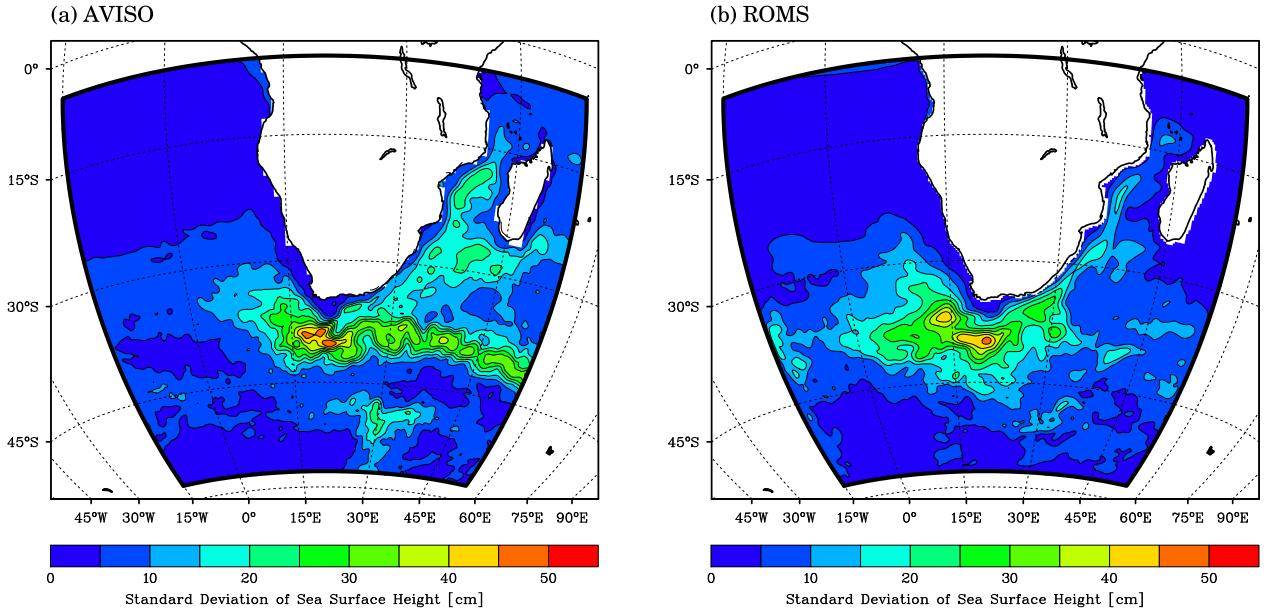 (a) AVISO
(b) ROMS
0°
15°S
30°S
45°S
45°W 30°W 15°W 0° 15°E 30°E 45°E 60°E 75°E 90°E
0 10 20 30 40 50
Standard Deviation of Sea Surface Height [cm]
0°
15°S
30°S
45°S
45°W 30°W 15°W 0° 15°E 30°E 45°E 60°E 75°E 90°E
0 10 20 30 40 50
Standard Deviation of Sea Surface Height [cm]